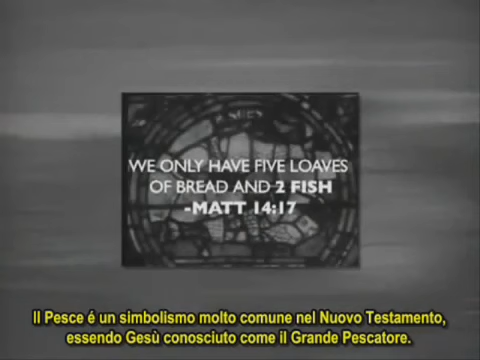 WE ONLY HAVE FIVE LOAVES
OF BREAD AND 2 FISH
-MATT 14:17
Il Pesce é un simbolismo molto comune nel Nuovo Testamento,
essendo Gesù conosciuto come il Grande Pescatore.